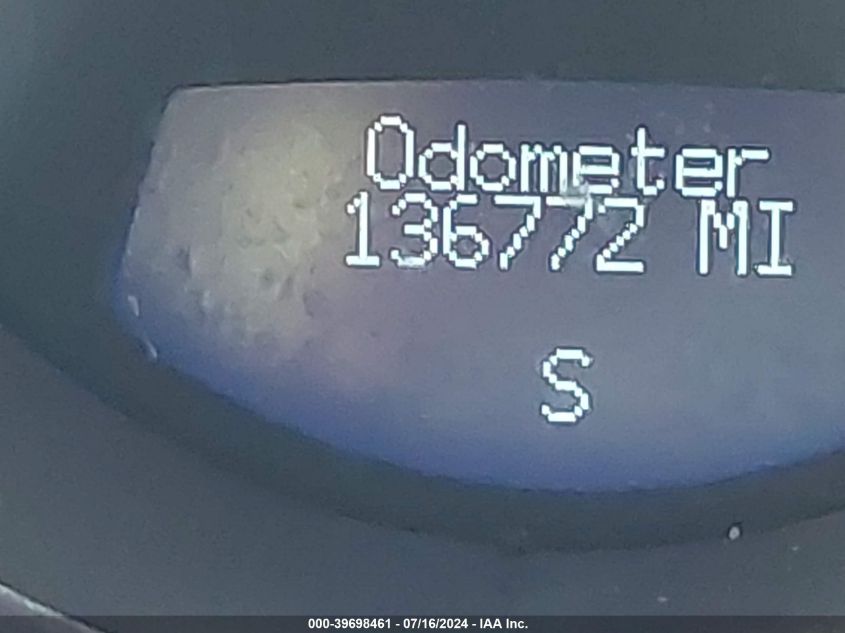 Odometer
136772 MI
S
000-39698461 - 07/16/2024 - IAA Inc.